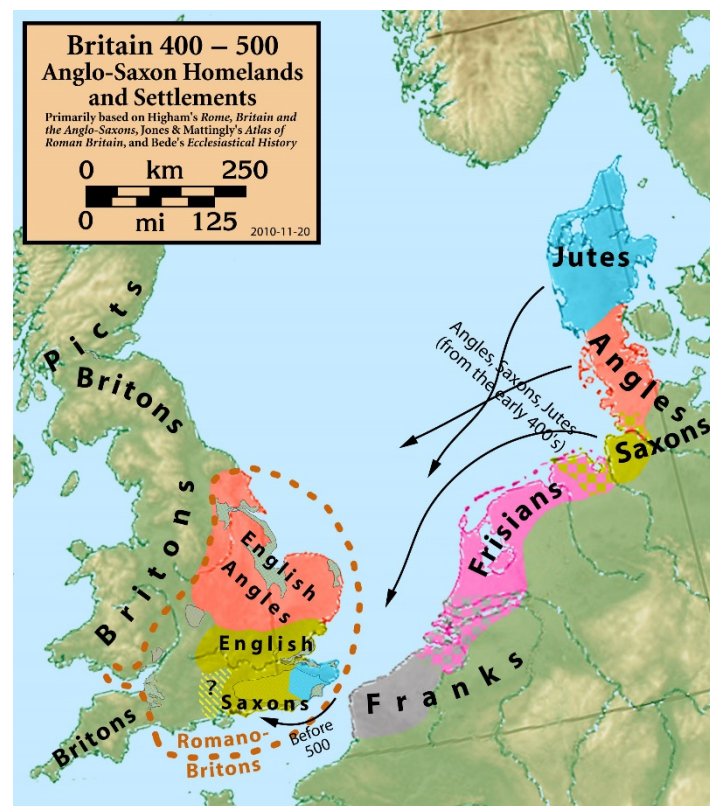 Britain 400 – 500
Anglo-Saxon Homelands
and Settlements
Primarily based on Higham's Rome, Britain and
the Anglo-Saxons, Jones & Mattingly's Atlas of
Roman Britain, and Bede's Ecclesiastical History
0 km 250
0 mi 125
2010-11-20
Jutes
Angles
Saxons
Angles, Saxons, Jutes
(from the early 400's)
Picts
Britons
Britons
Frisians
English
Angles
English
Saxons
?
Franks
Britons
Before
500
Romano-
Britons